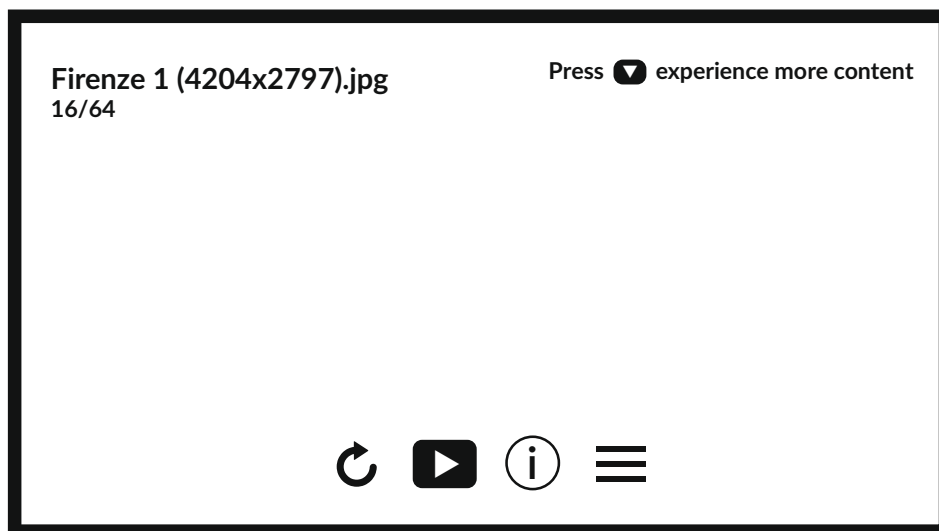 Firenze 1 (4204x2797).jpg
16/64
Press ▼ experience more content
i